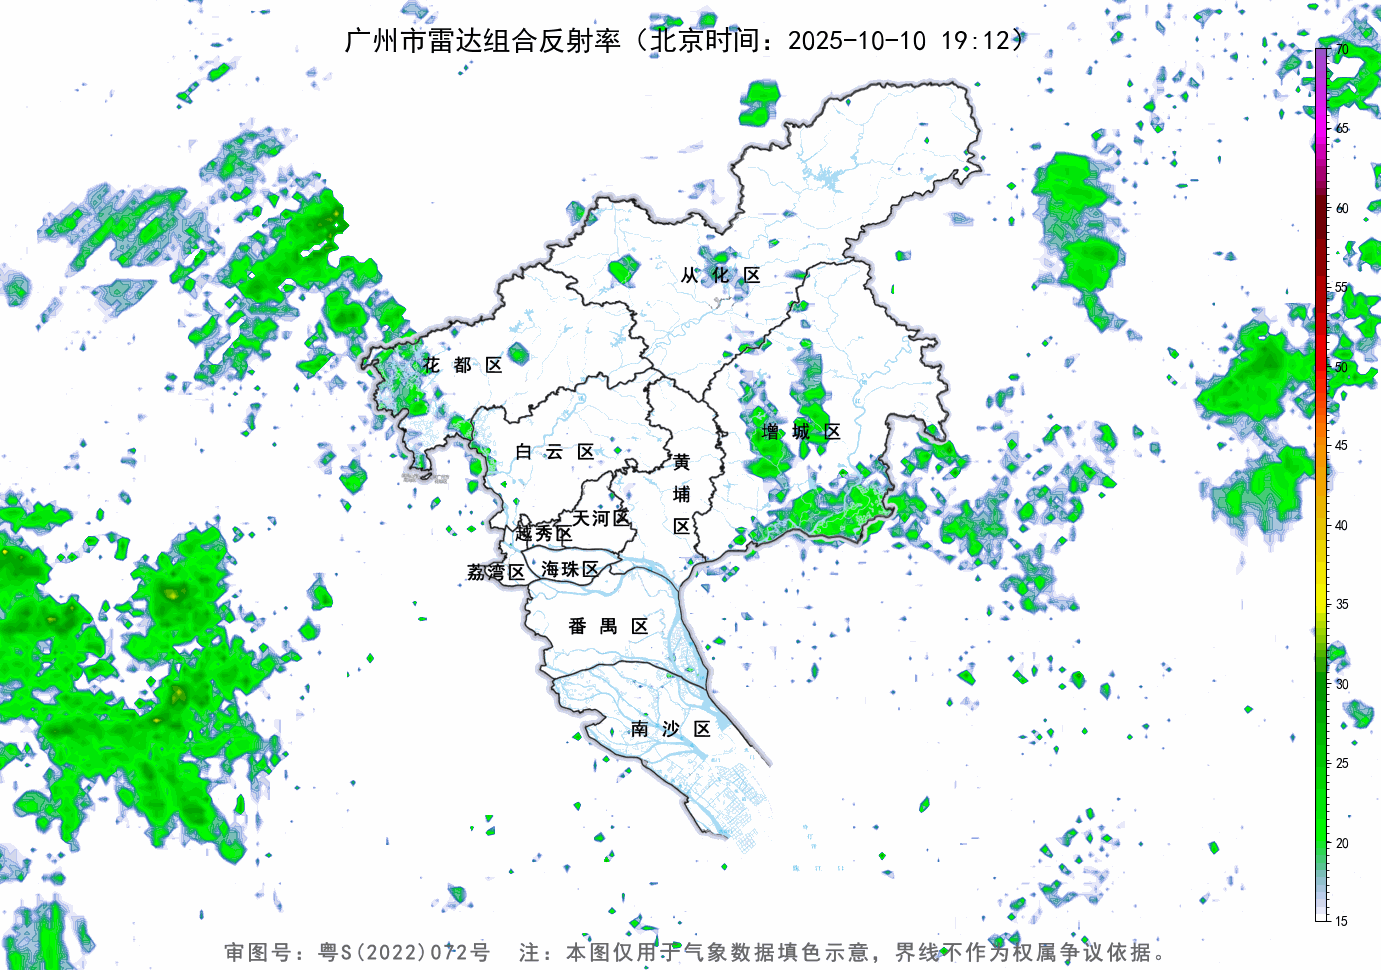 广州市雷达组合反射率（北京时间：2025-10-10 19:12）
70
65
60
55
50
45
40
35
30
25
20
15
从化区
花都区
增城区
白云区
黄埔区
天河区
越秀区
荔湾区
海珠区
番禺区
南沙区
审图号：粤S(2022)072号 注：本图仅用于气象数据填色示意，界线不作为权属争议依据。